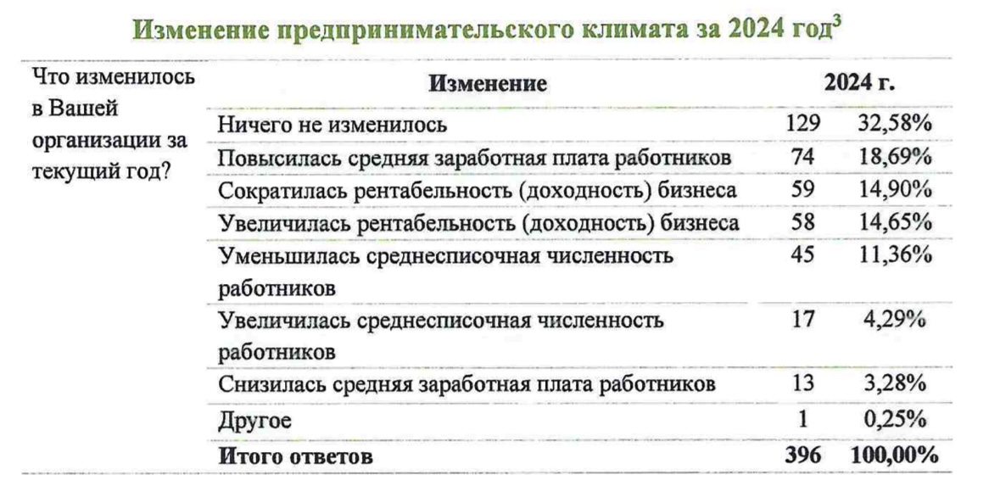 Изменение предпринимательского климата за 2024 год³
Что изменилось
в Вашей
организации за
текущий год?
Изменение 2024 г.
Ничего не изменилось 129 32,58%
Повысилась средняя заработная плата работников 74 18,69%
Сократилась рентабельность (доходность) бизнеса 59 14,90%
Увеличилась рентабельность (доходность) бизнеса 58 14,65%
Уменьшилась среднесписочная численность 45 11,36%
работников
Увеличилась среднесписочная численность 17 4,29%
работников
Снизилась средняя заработная плата работников 13 3,28%
Другое 1 0,25%
Итого ответов 396 100,00%